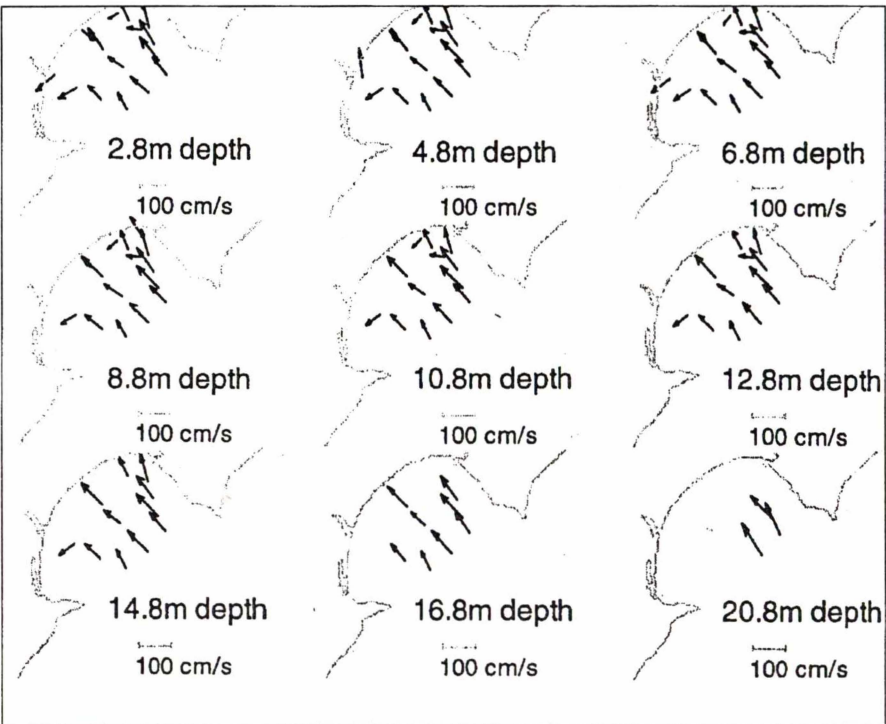 2.8m depth
100 cm/s
4.8m depth
100 cm/s
6.8m depth
100 cm/s
8.8m depth
100 cm/s
10.8m depth
100 cm/s
12.8m depth
100 cm/s
14.8m depth
100 cm/s
16.8m depth
100 cm/s
20.8m depth
100 cm/s